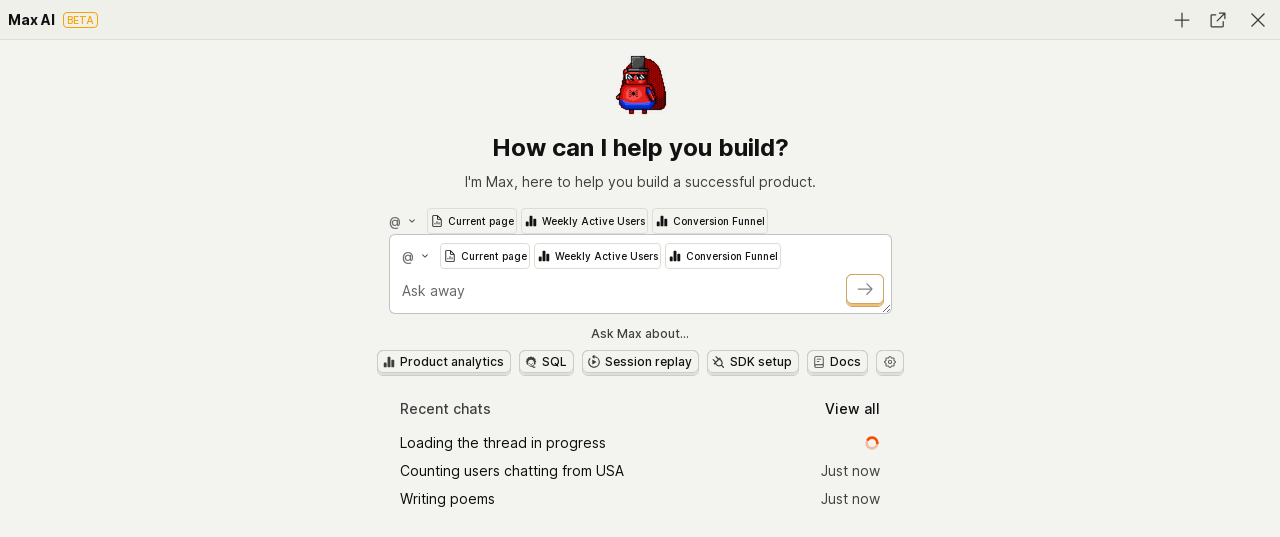 Max AI BETA
How can I help you build?
I'm Max, here to help you build a successful product.
@ Current page Weekly Active Users Conversion Funnel
@ Current page Weekly Active Users Conversion Funnel
Ask away
Ask Max about...
Product analytics SQL Session replay SDK setup Docs
Recent chats View all
Loading the thread in progress
Counting users chatting from USA Just now
Writing poems Just now